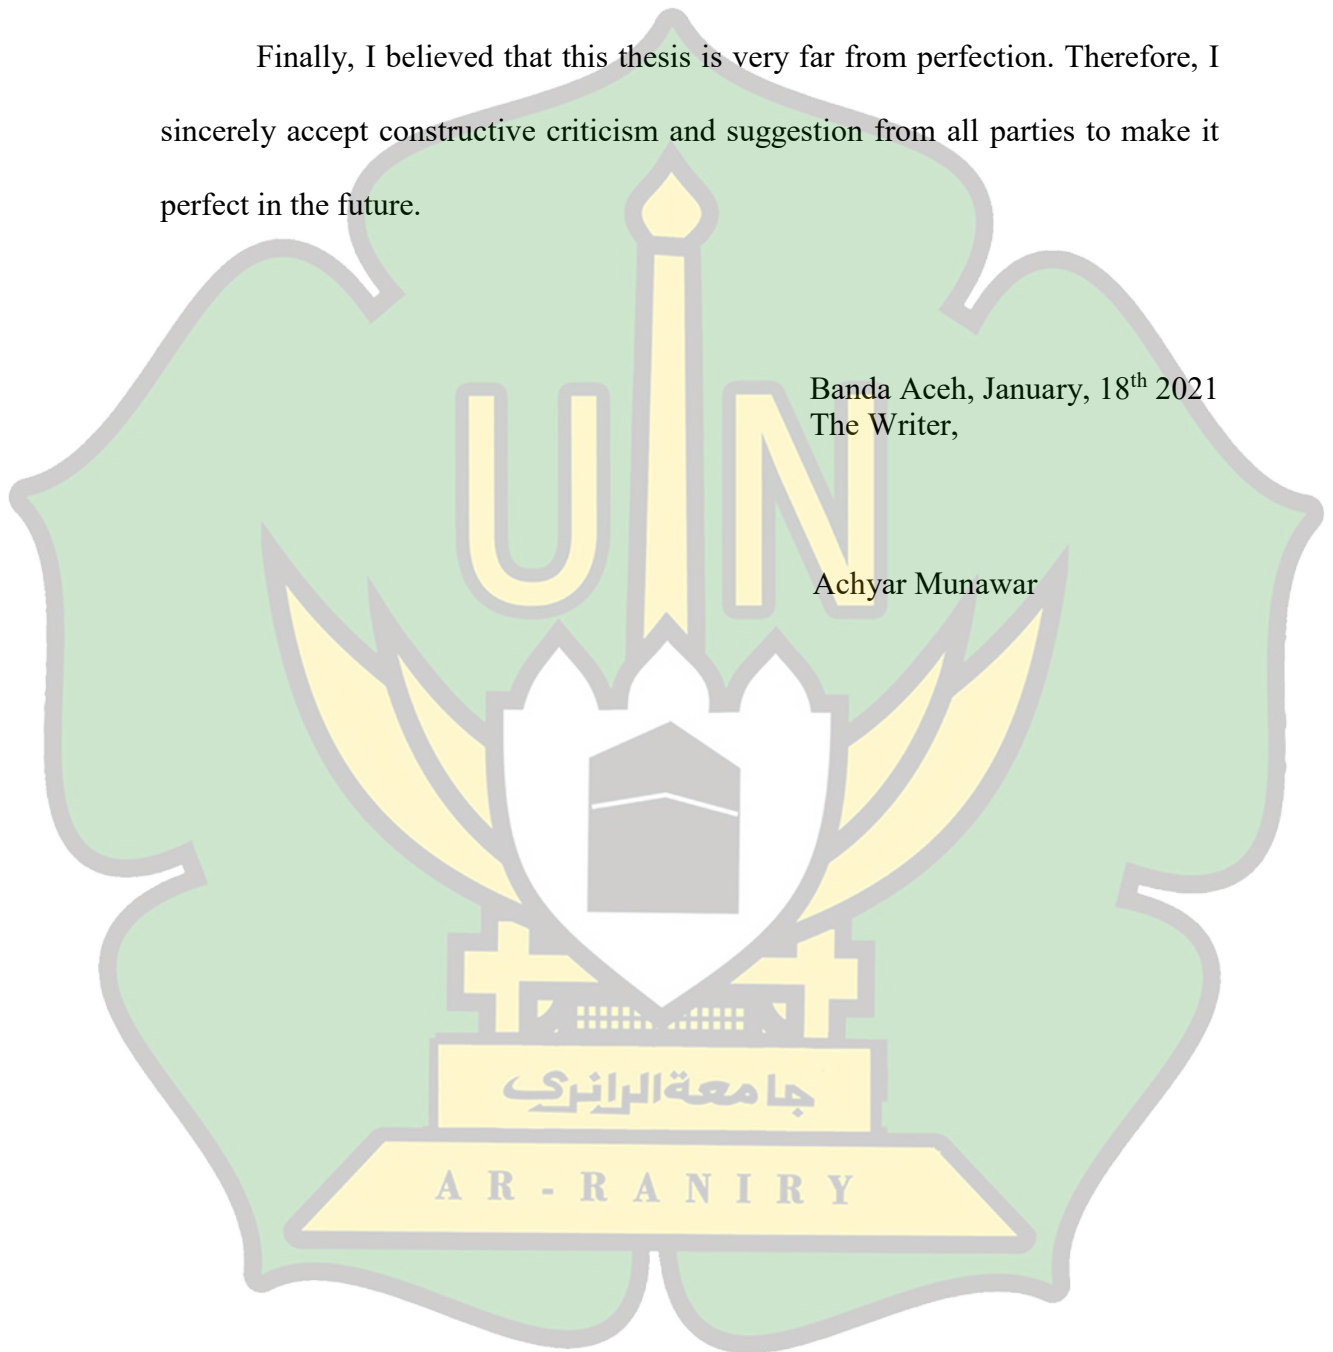 Finally, I believed that this thesis is very far from perfection. Therefore, I
sincerely accept constructive criticism and suggestion from all parties to make it
perfect in the future.
Banda Aceh, January, 18th 2021
The Writer,
Achyar Munawar
UIN
جامعةالرانري
AR-RANIRY